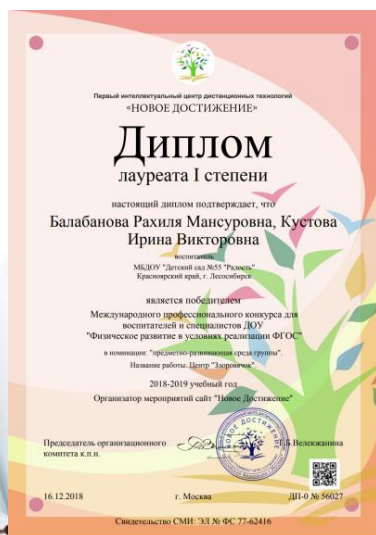 Первый интеллектуальный центр дистанционных технологий
«НОВОЕ ДОСТИЖЕНИЕ»
Диплом
лауреата I степени
настоящий диплом подтверждает, что
Балабанова Рахиля Мансуровна, Кустова
Ирина Викторовна
воспитатель
МБДОУ "Детский сад №55 "Радость"
Красноярский край, г. Лесосибирск
является победителем
Международного профессионального конкурса для
воспитателей и специалистов ДОУ
"Физическое развитие в условиях реализации ФГОС"
в номинации: "предметно-развивающая среда группы".
Название работы: Центр "Здоровячок"
2018-2019 учебный год
Организатор мероприятий сайт "Новое Достижение"
Председатель организационного
комитета к.п.н.
НОВОЕ ДОСТИЖЕНИЕ
Велекжанина
16.12.2018
г. Москва
ДП-0 № 56027
Свидетельство СМИ: ЭЛ № ФС 77-62416